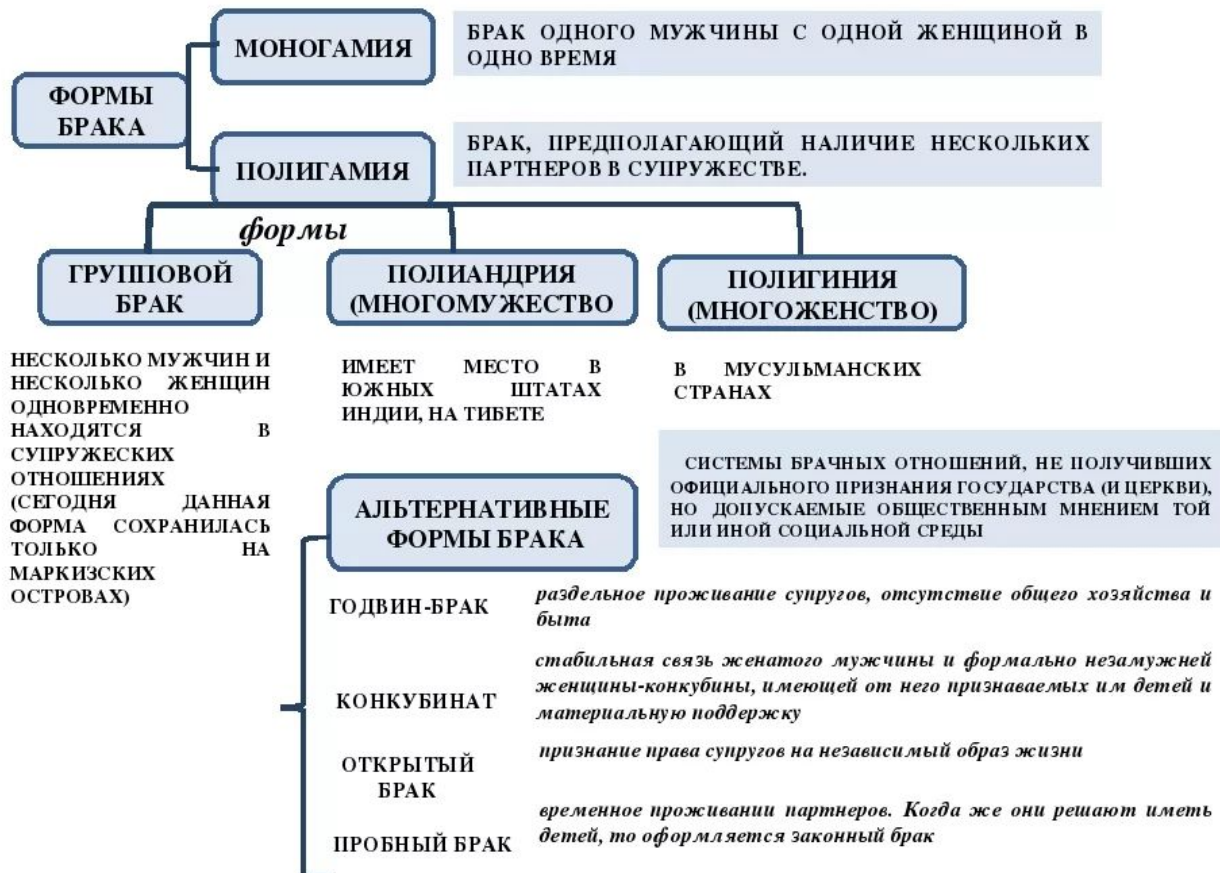 МОНОГАМИЯ
БРАК ОДНОГО МУЖЧИНЫ С ОДНОЙ ЖЕНЩИНОЙ В
ОДНО ВРЕМЯ
ФОРМЫ
БРАКА
ПОЛИГАМИЯ
БРАК, ПРЕДПОЛАГАЮЩИЙ НАЛИЧИЕ НЕСКОЛЬКИХ
ПАРТНЕРОВ В СУПРУЖЕСТВЕ.
формы
ГРУППОВОЙ
БРАК
ПОЛИАНДРИЯ
(МНОГОМУЖЕСТВО
ПОЛИГИНИЯ
(МНОГОЖЕНСТВО)
НЕСКОЛЬКО МУЖЧИН И
НЕСКОЛЬКО ЖЕНЩИН
ОДНОВРЕМЕННО
НАХОДЯТСЯ В
СУПРУЖЕСКИХ
ОТНОШЕНИЯХ
(СЕГОДНЯ ДАННАЯ
ФОРМА СОХРАНИЛАСЬ
ТОЛЬКО НА
МАРКИЗСКИХ
ОСТРОВАХ)
ИМЕЕТ МЕСТО В
ЮЖНЫХ ШТАТАХ
ИНДИИ, НА ТИБЕТЕ
В МУСУЛЬМАНСКИХ
СТРАНАХ
АЛЬТЕРНАТИВНЫЕ
ФОРМЫ БРАКА
СИСТЕМЫ БРАЧНЫХ ОТНОШЕНИЙ, НЕ ПОЛУЧИВШИХ
ОФИЦИАЛЬНОГО ПРИЗНАНИЯ ГОСУДАРСТВА (И ЦЕРКВИ),
НО ДОПУСКАЕМЫЕ ОБЩЕСТВЕННЫМ МНЕНИЕМ ТОЙ
ИЛИ ИНОЙ СОЦИАЛЬНОЙ СРЕДЫ
ГОДВИН-БРАК
раздельное проживание супругов, отсутствие общего хозяйства и
быта
КОНКУБИНАТ
стабильная связь женатого мужчины и формально незамужней
женщины-конкубины, имеющей от него признаваемых им детей и
материальную поддержку
ОТКРЫТЫЙ
БРАК
признание права супругов на независимый образ жизни
ПРОБНЫЙ БРАК
временное проживании партнеров. Когда же они решают иметь
детей, то оформляется законный брак